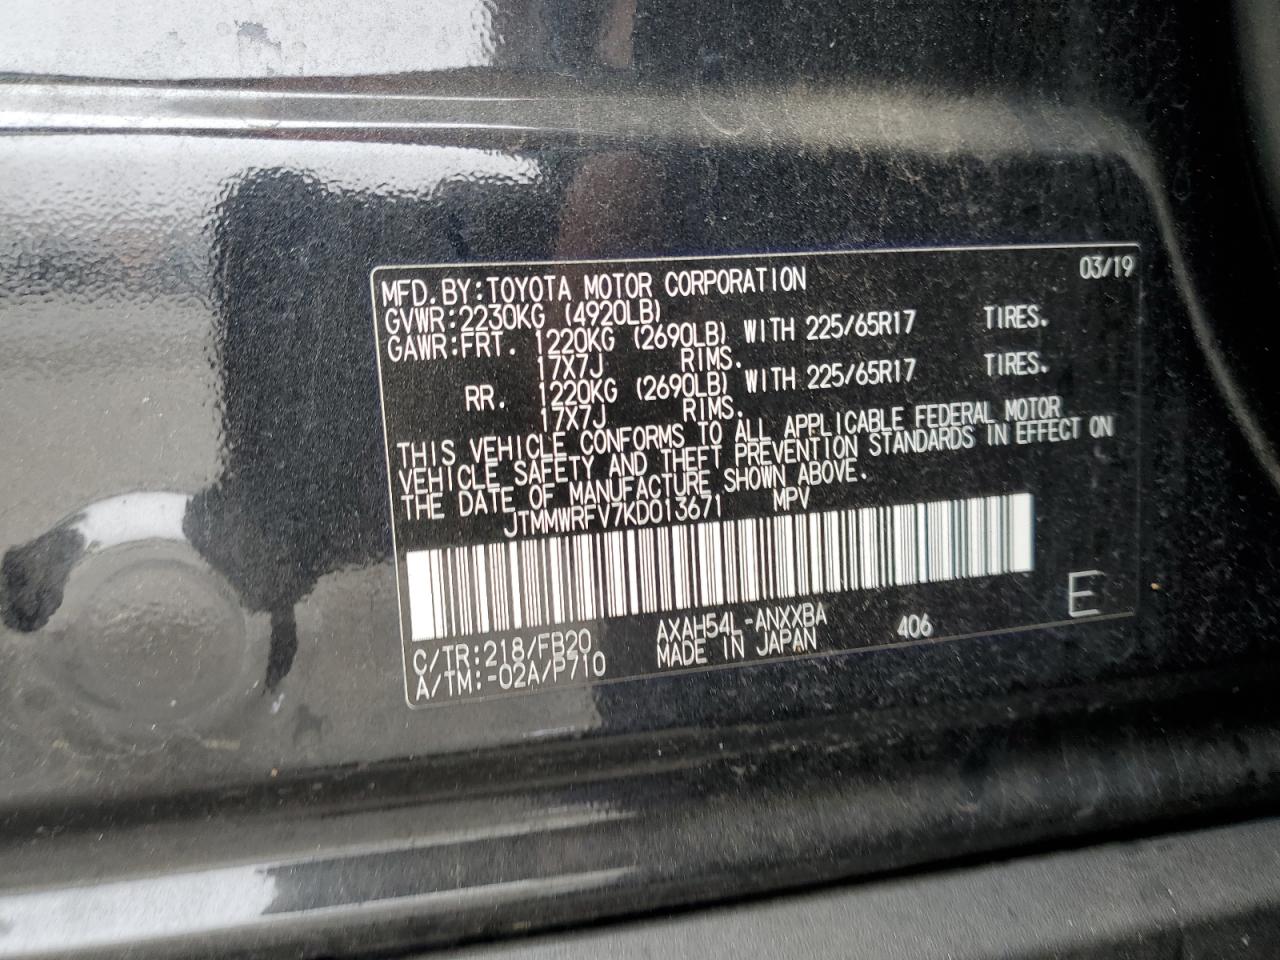 MFD.BY:TOYOTA MOTOR CORPORATION 03/19
GVWR:2230KG (4920LB)
GAWR:FRT. 1220KG (2690LB) WITH 225/65R17 TIRES.
17X7J RIMS.
RR. 1220KG (2690LB) WITH 225/65R17 TIRES.
17X7J RIMS.
THIS VEHICLE CONFORMS TO ALL APPLICABLE FEDERAL MOTOR
VEHICLE SAFETY AND THEFT PREVENTION STANDARDS IN EFFECT ON
THE DATE OF MANUFACTURE SHOWN ABOVE.
JTMMWRFV7KD013671 MPV
C/TR:218/FB20 AXAH54L-ANXXBA 406 E
A/TM:-02A/P710 MADE IN JAPAN